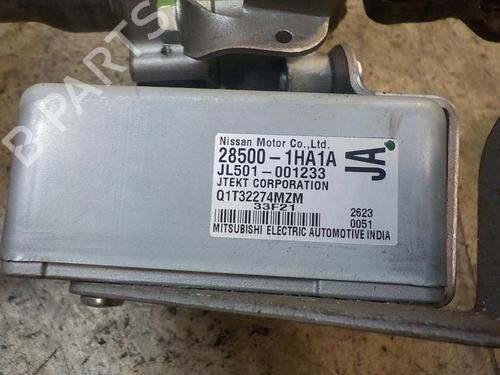 B PARTS
Nissan Motor Co.,Ltd.
28500-1HA1A
JL501-001233
JTEKT CORPORATION
Q1T32274MZM
33F21
2623
0051
MITSUBISHI ELECTRIC AUTOMOTIVE INDIA
JA